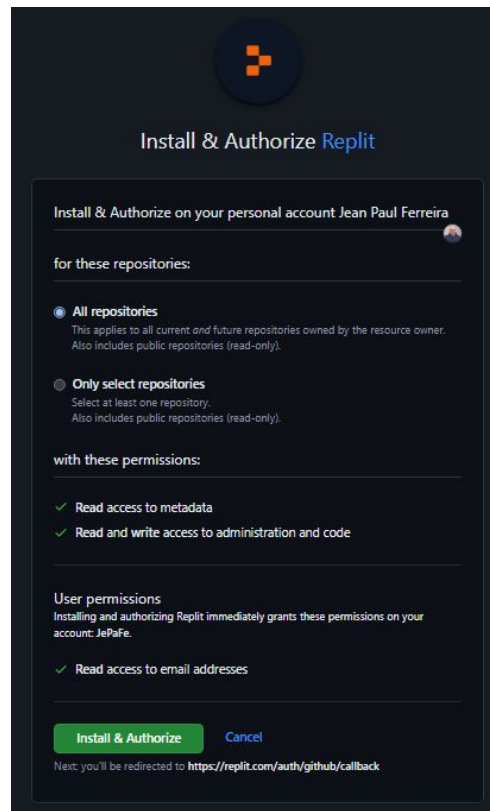 Install & Authorize Replit
Install & Authorize on your personal account Jean Paul Ferreira
for these repositories:
All repositories
This applies to all current and future repositories owned by the resource owner.
Also includes public repositories (read-only).
Only select repositories
Select at least one repository.
Also includes public repositories (read-only).
with these permissions:
Read access to metadata
Read and write access to administration and code
User permissions
Installing and authorizing Replit immediately grants these permissions on your
account: JePaFe.
Read access to email addresses
Install & Authorize Cancel
Next: you'll be redirected to https://replit.com/auth/github/callback